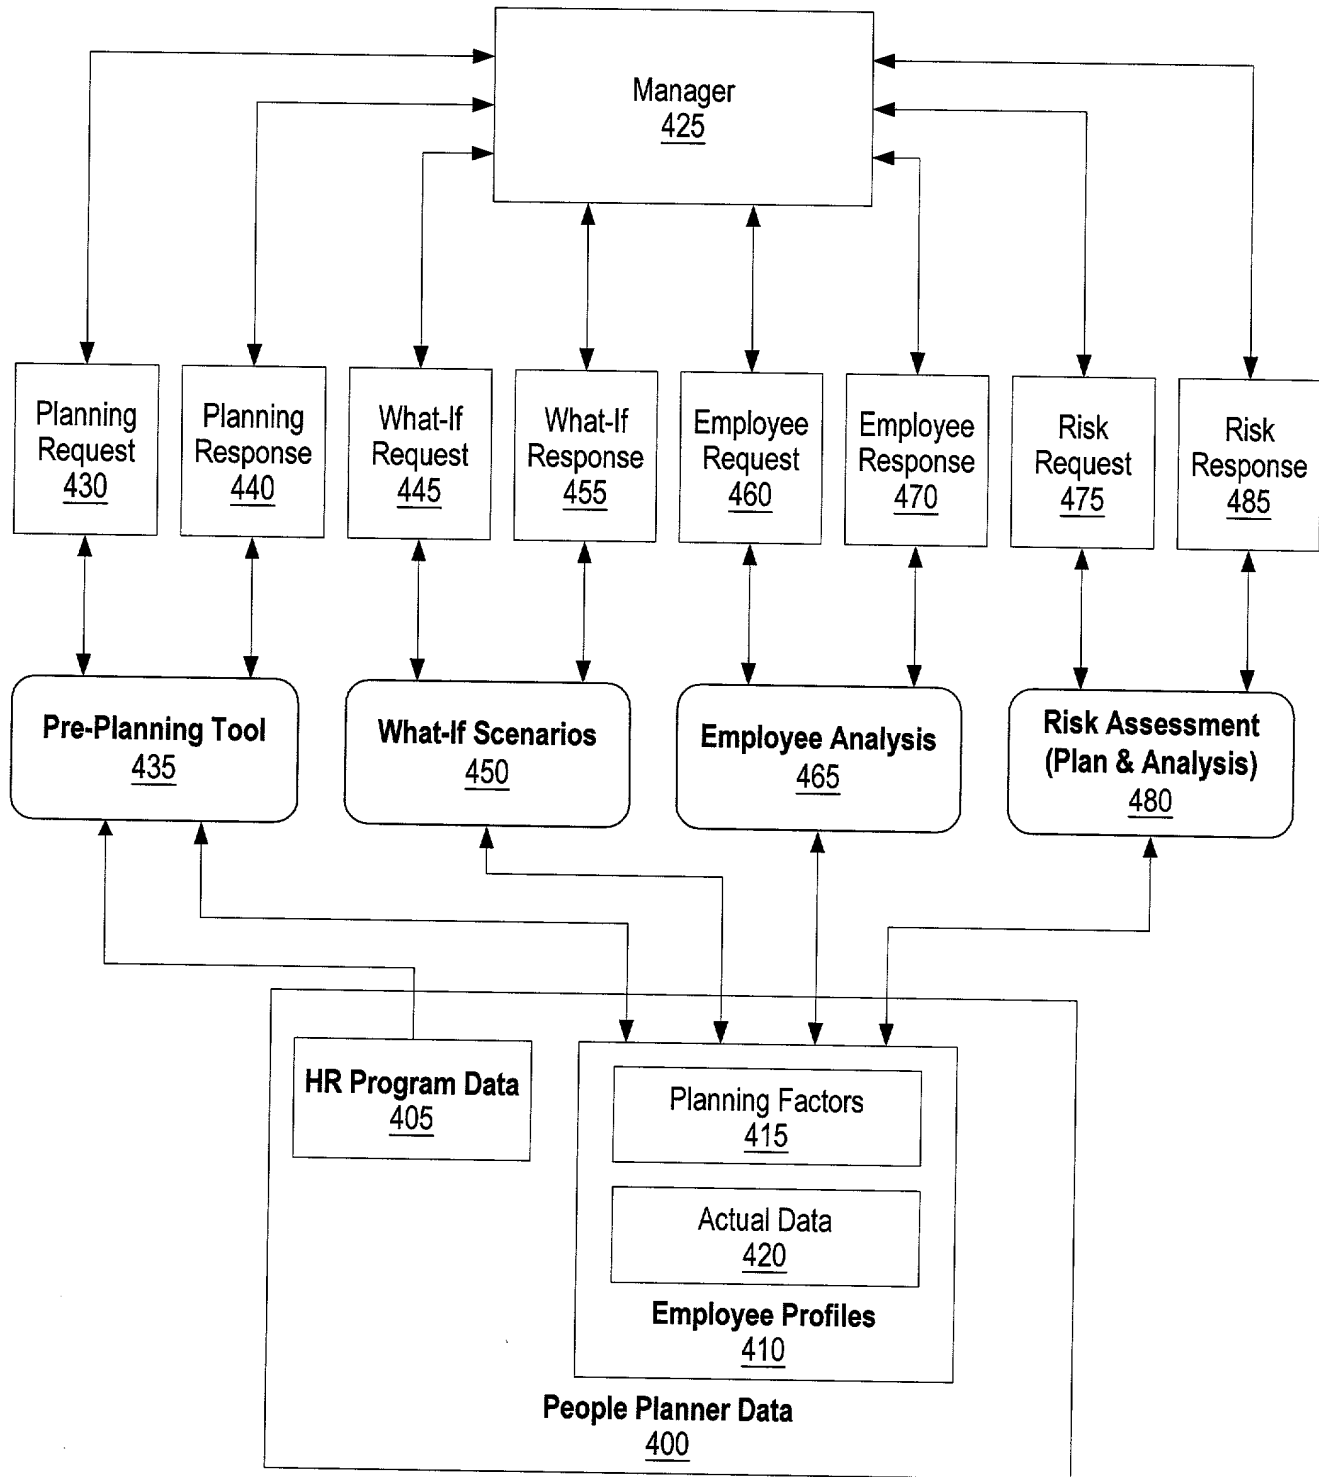 Manager
425
Planning
Request
430
Planning
Response
440
What-If
Request
445
What-If
Response
455
Employee
Request
460
Employee
Response
470
Risk
Request
475
Risk
Response
485
Pre-Planning Tool
435
What-If Scenarios
450
Employee Analysis
465
Risk Assessment
(Plan & Analysis)
480
HR Program Data
405
Planning Factors
415
Actual Data
420
Employee Profiles
410
People Planner Data
400